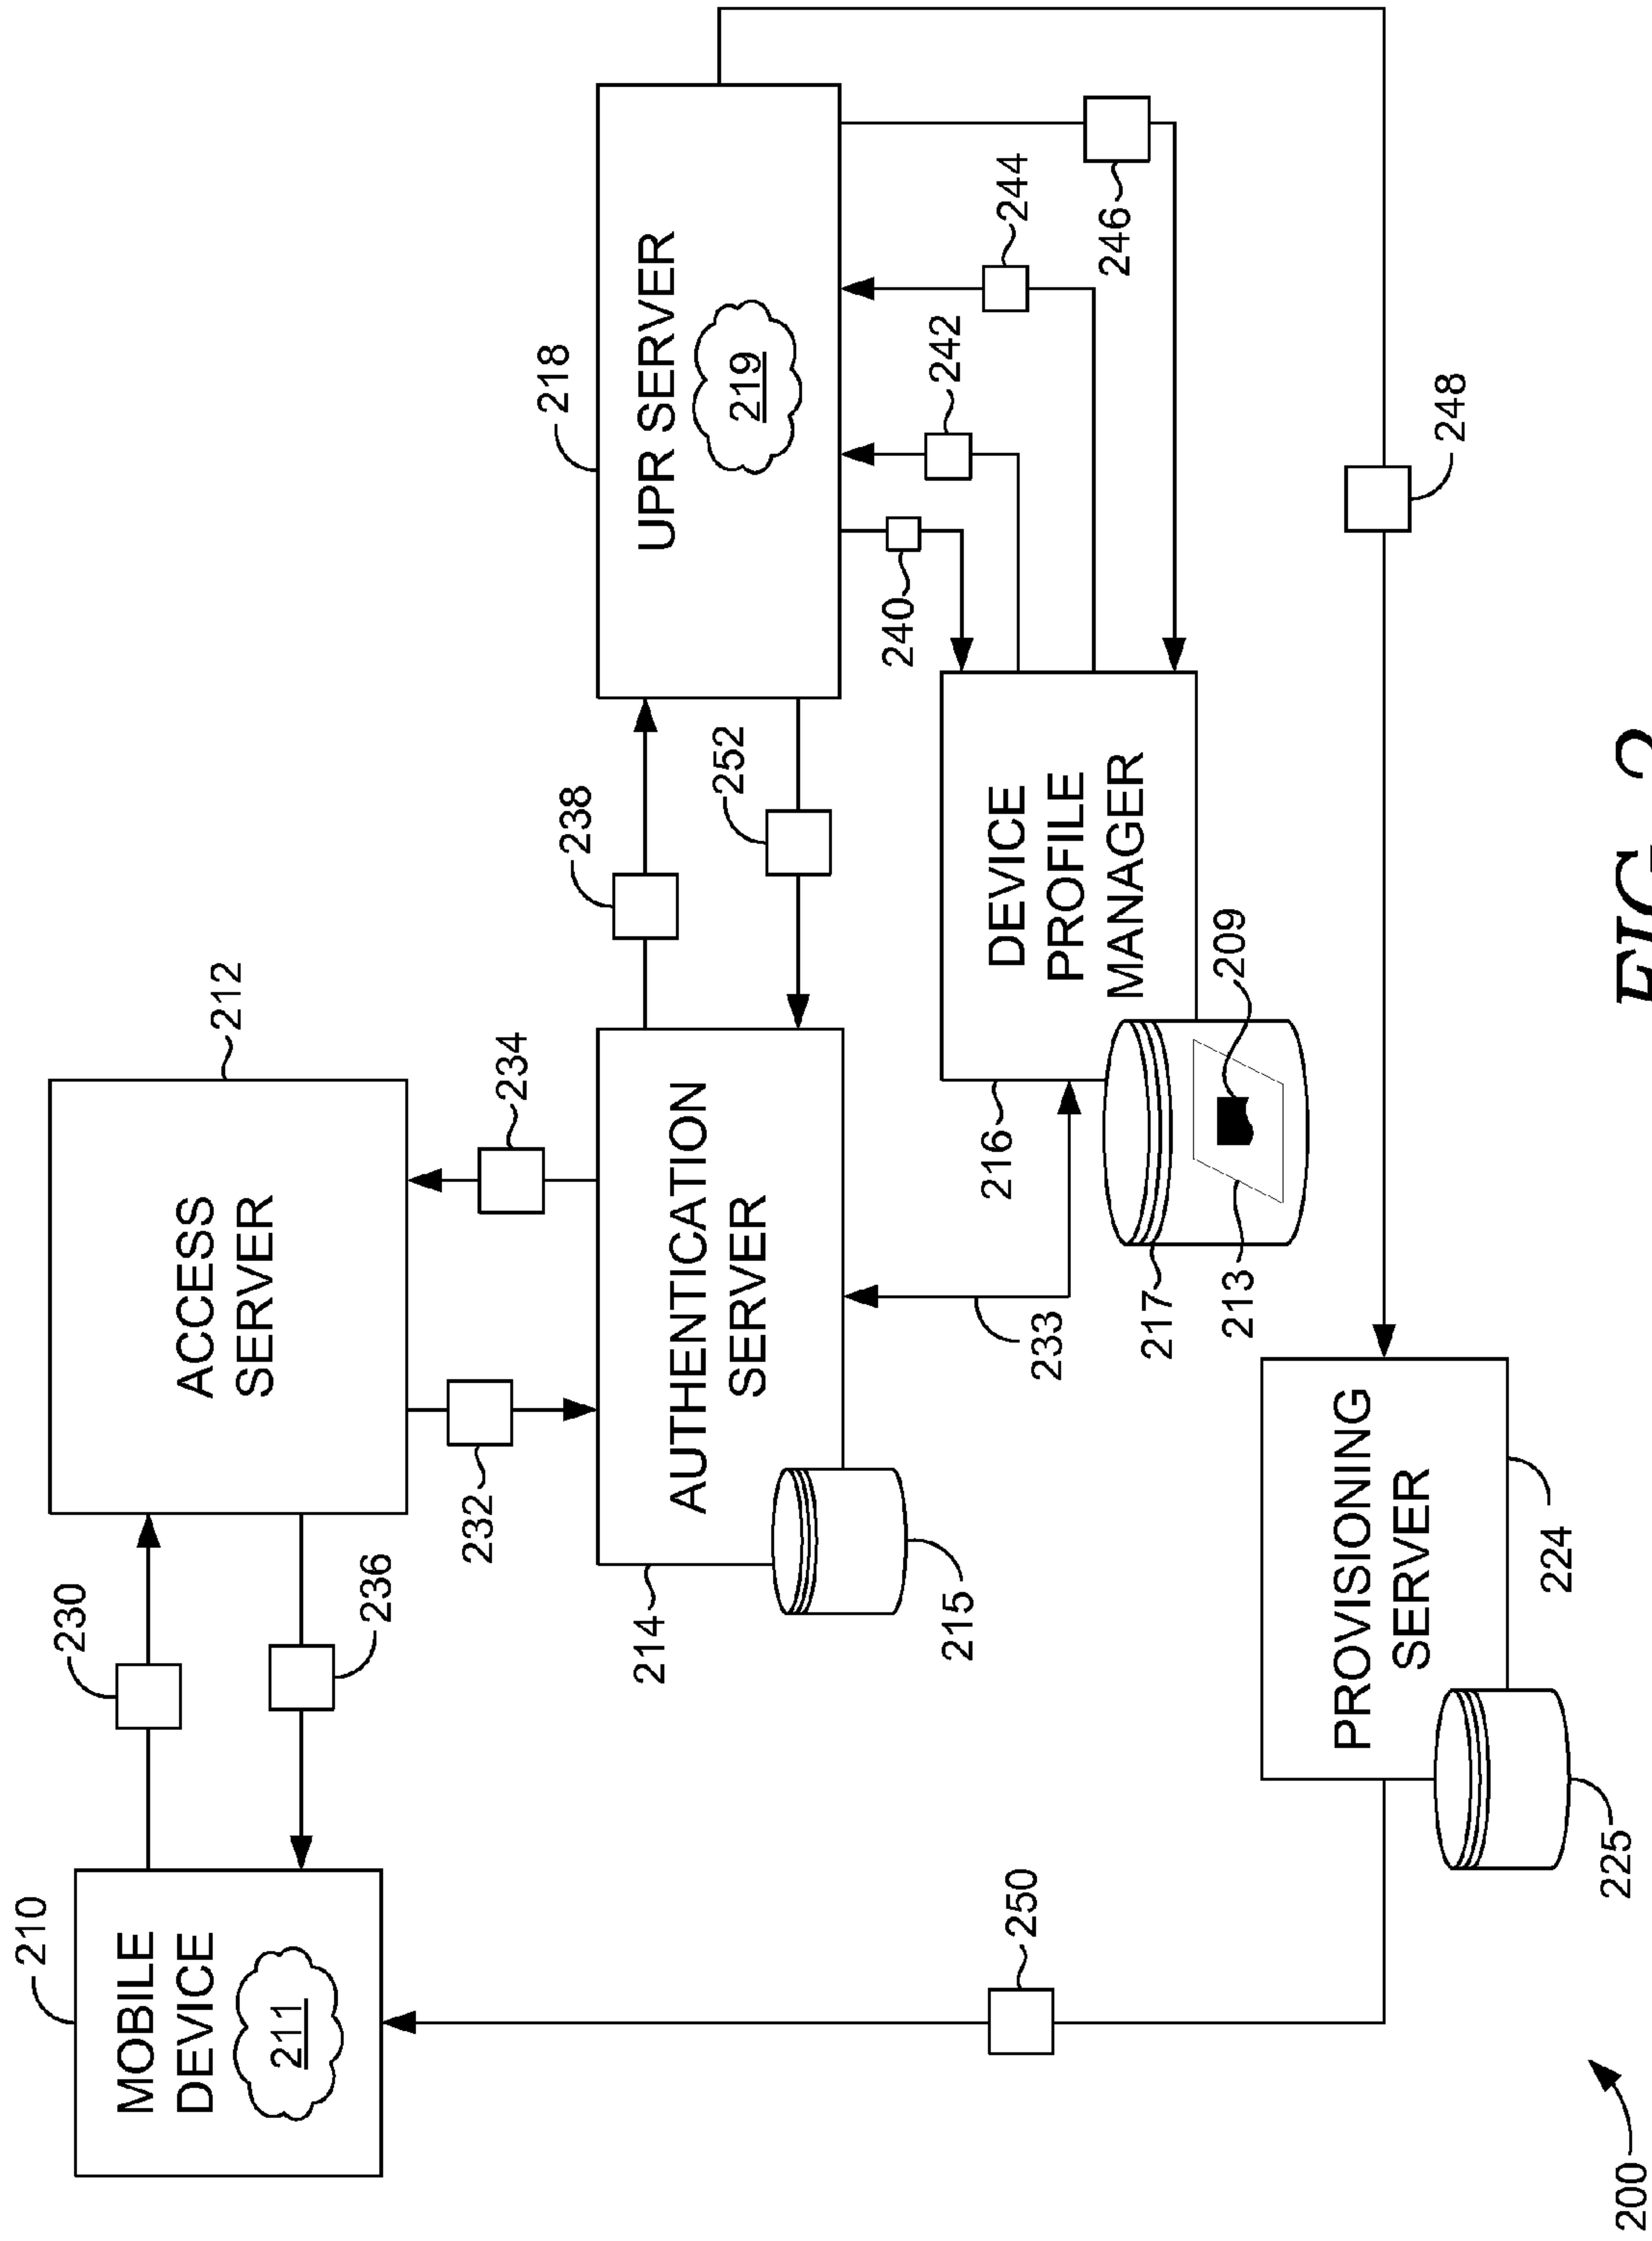 210
MOBILE
DEVICE
211
230
236
212
ACCESS
SERVER
232
234
214
AUTHENTICATION
SERVER
215
233
238
252
218
UPR SERVER
219
240
242
244
246
216
DEVICE
PROFILE
MANAGER
217
213
209
248
250
PROVISIONING
SERVER
224
225
200
FIG. 2